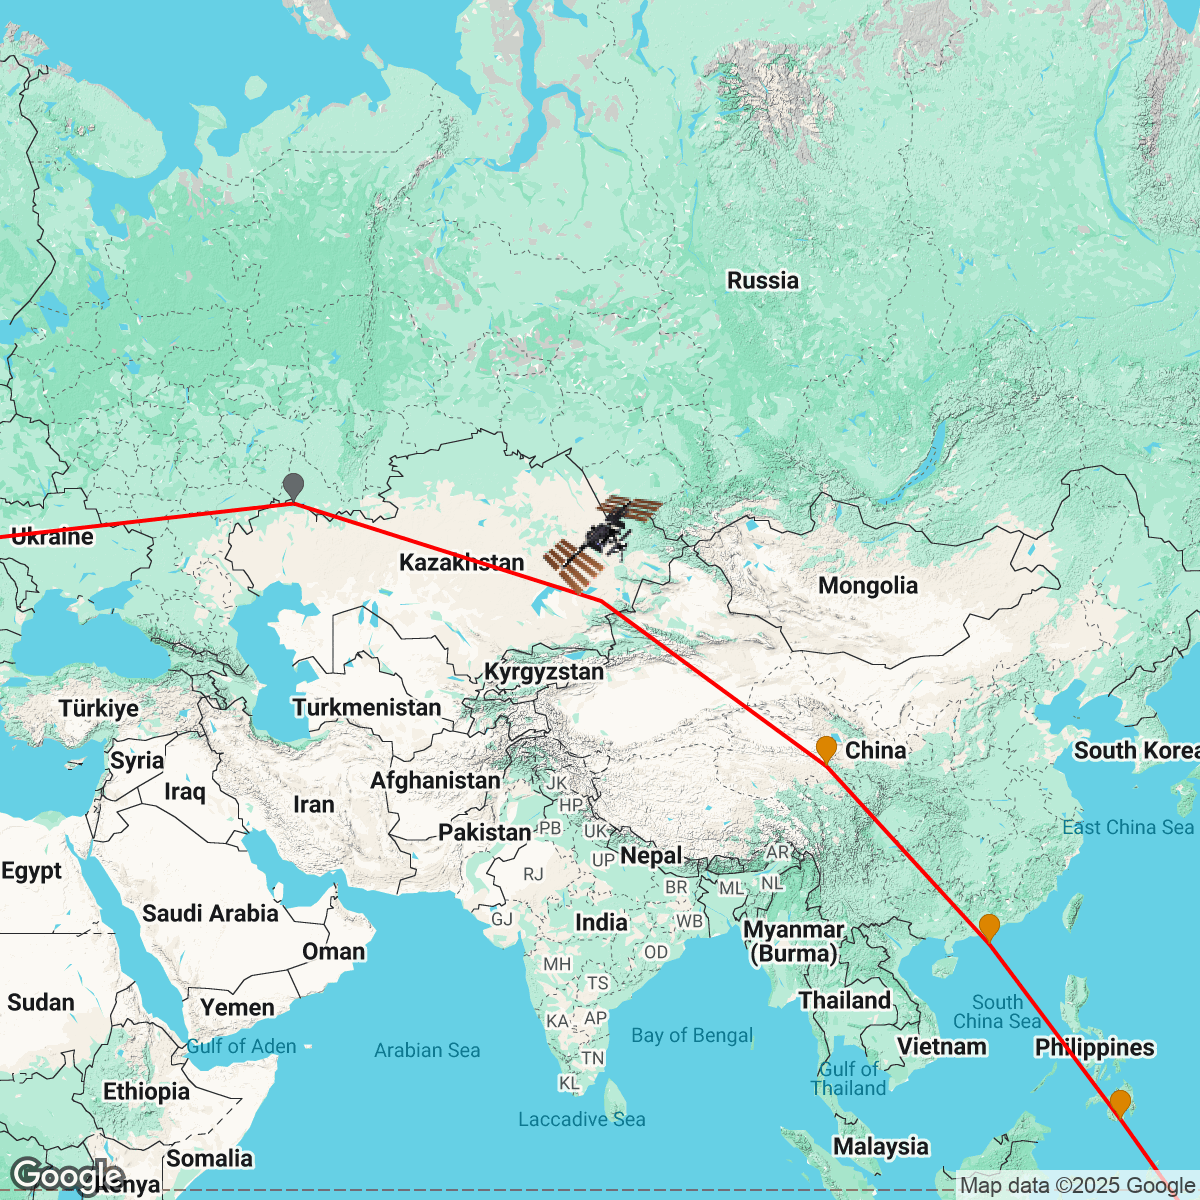 Russia
Ukraine
Kazakhstan
Mongolia
Kyrgyzstan
Türkiye
Turkmenistan
Syria
China
South Korea
Iraq
Afghanistan
JK
Iran
HP
Pakistan
PB
UK
East China Sea
Nepal
AR
UP
Egypt
RJ
BR
ML
NL
Saudi Arabia
GJ
India
WB
Myanmar
(Burma)
Oman
OD
MH
TS
Sudan
Yemen
Thailand
South
China Sea
KA
AP
Bay of Bengal
Gulf of Aden
Arabian Sea
Vietnam
Philippines
TN
Gulf of
Thailand
KL
Ethiopia
Laccadive Sea
Malaysia
Somalia
Google
Kenya
Map data ©2025 Google